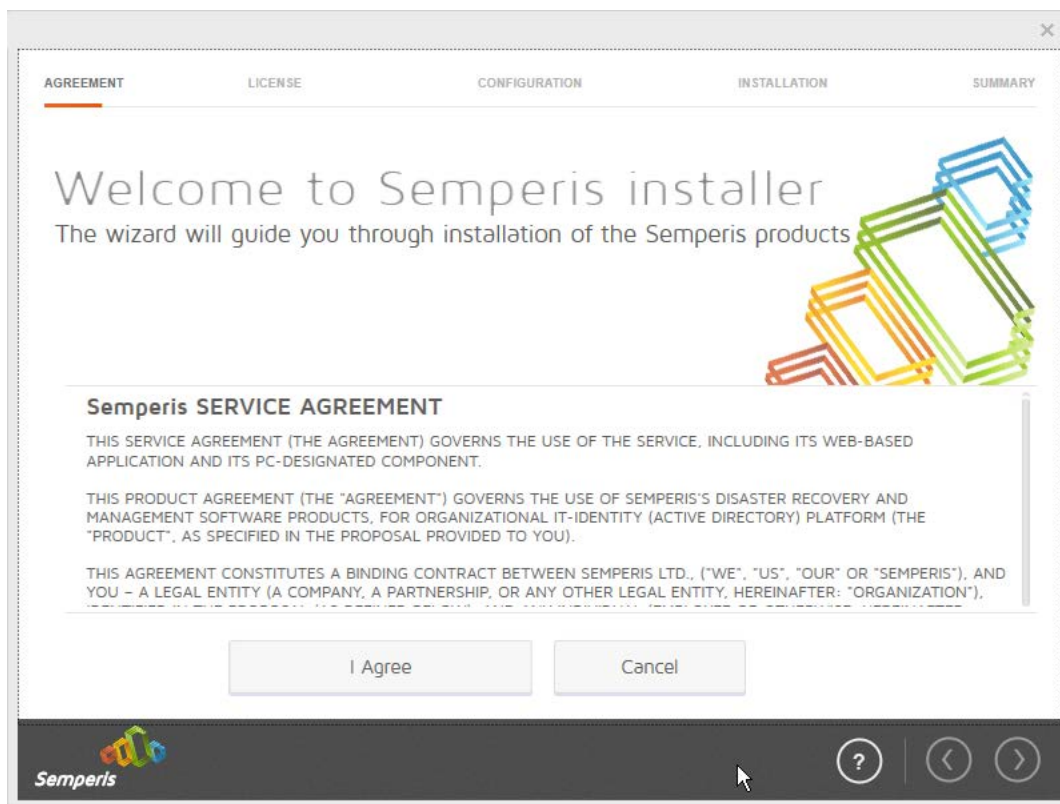 AGREEMENT LICENSE CONFIGURATION INSTALLATION SUMMARY
Welcome to Semperis installer
The wizard will guide you through installation of the Semperis products
Semperis SERVICE AGREEMENT
THIS SERVICE AGREEMENT (THE AGREEMENT) GOVERNS THE USE OF THE SERVICE, INCLUDING ITS WEB-BASED
APPLICATION AND ITS PC-DESIGNATED COMPONENT.
THIS PRODUCT AGREEMENT (THE "AGREEMENT") GOVERNS THE USE OF SEMPERIS'S DISASTER RECOVERY AND
MANAGEMENT SOFTWARE PRODUCTS, FOR ORGANIZATIONAL IT-IDENTITY (ACTIVE DIRECTORY) PLATFORM (THE
"PRODUCT", AS SPECIFIED IN THE PROPOSAL PROVIDED TO YOU).
THIS AGREEMENT CONSTITUTES A BINDING CONTRACT BETWEEN SEMPERIS LTD., ("WE", "US", "OUR" OR "SEMPERIS"), AND
YOU – A LEGAL ENTITY (A COMPANY, A PARTNERSHIP, OR ANY OTHER LEGAL ENTITY, HEREINAFTER: "ORGANIZATION"),
I Agree Cancel
Semperis ?